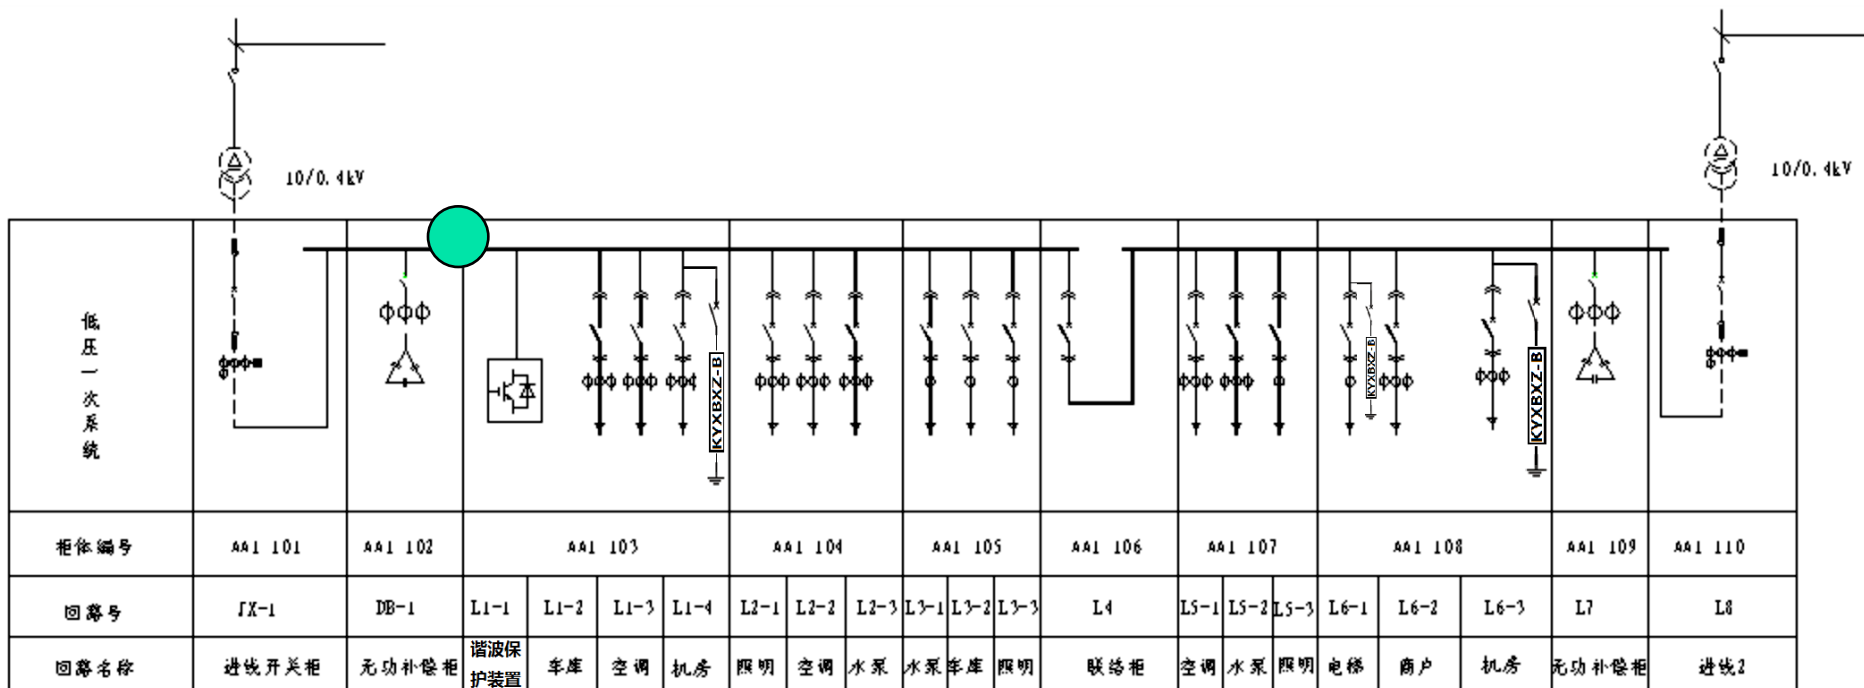 10/0.4kV
10/0.4kV
低压一次系统
KYXBXZ-B
KYXBXZ-B
KYXBXZ-B
柜体编号 AA1 101 AA1 102 AA1 103 AA1 104 AA1 105 AA1 106 AA1 107 AA1 108 AA1 109 AA1 110
回路号 JX-1 DB-1 L1-1 L1-2 L1-3 L1-4 L2-1 L2-2 L2-3 L3-1 L3-2 L3-3 L4 L5-1 L5-2 L5-3 L6-1 L6-2 L6-3 L7 L8
回路名称 进线开关柜 无功补偿柜 谐波保护装置 车库 空调 机房 照明 空调 水泵 水泵 车库 照明 联络柜 空调 水泵 照明 电梯 商户 机房 无功补偿柜 进线2